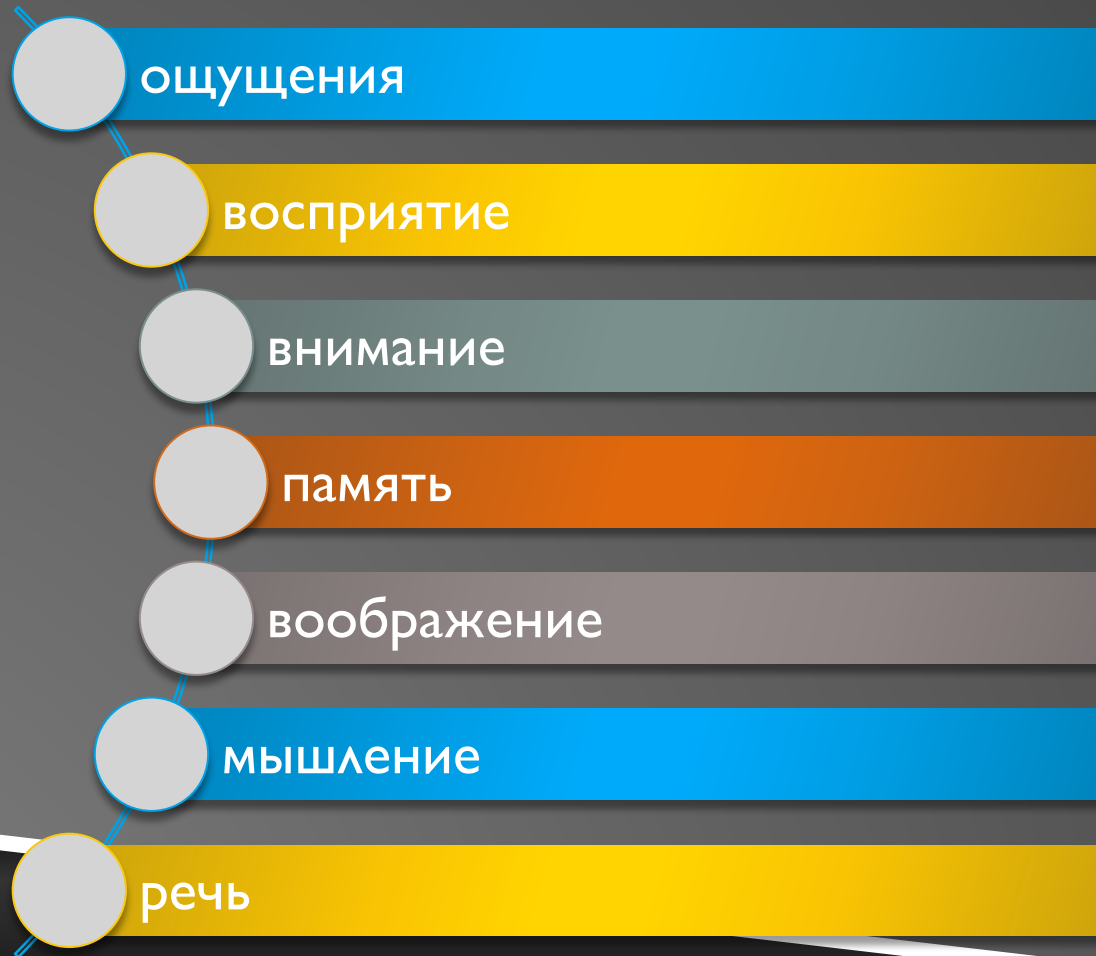 ощущения
восприятие
внимание
память
воображение
мышление
речь